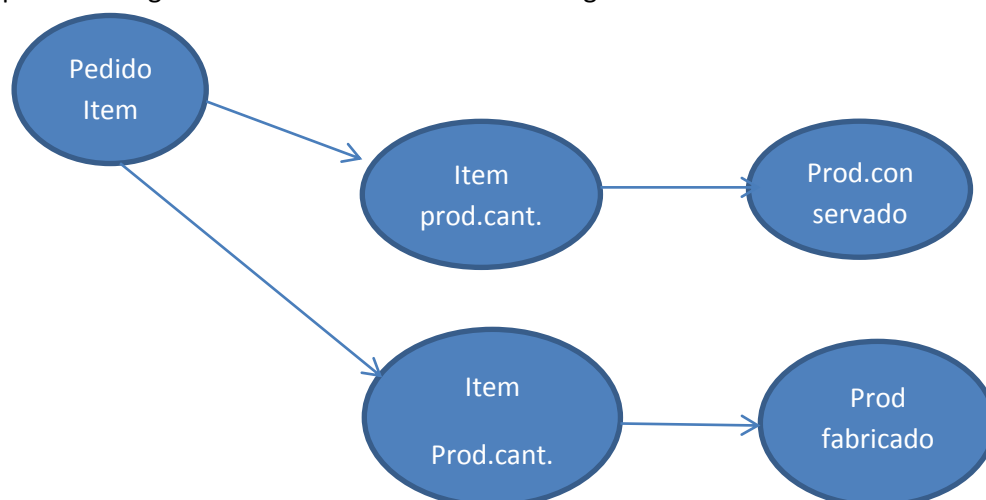 Pedido
Item
Item
prod.cant.
Prod.con
servado
Item
Prod.cant.
Prod
fabricado